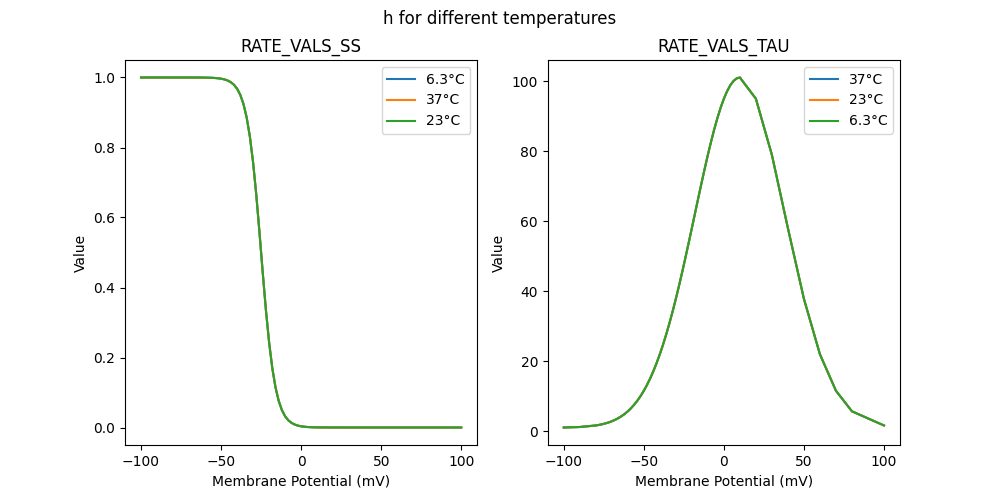 h for different temperatures
RATE_VALS_SS
1.0
0.8
0.6
0.4
0.2
0.0
Value
−100
−50
0
50
100
Membrane Potential (mV)
6.3°C
37°C
23°C
RATE_VALS_TAU
100
80
60
40
20
0
Value
−100
−50
0
50
100
Membrane Potential (mV)
37°C
23°C
6.3°C